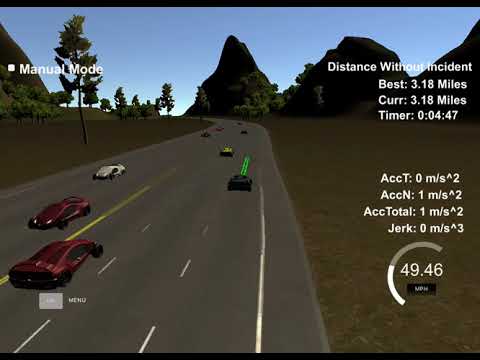 Manual Mode
Distance Without Incident
Best: 3.18 Miles
Curr: 3.18 Miles
Timer: 0:04:47
AccT: 0 m/s^2
AccN: 1 m/s^2
AccTotal: 1 m/s^2
Jerk: 0 m/s^3
49.46
MPH
MENU